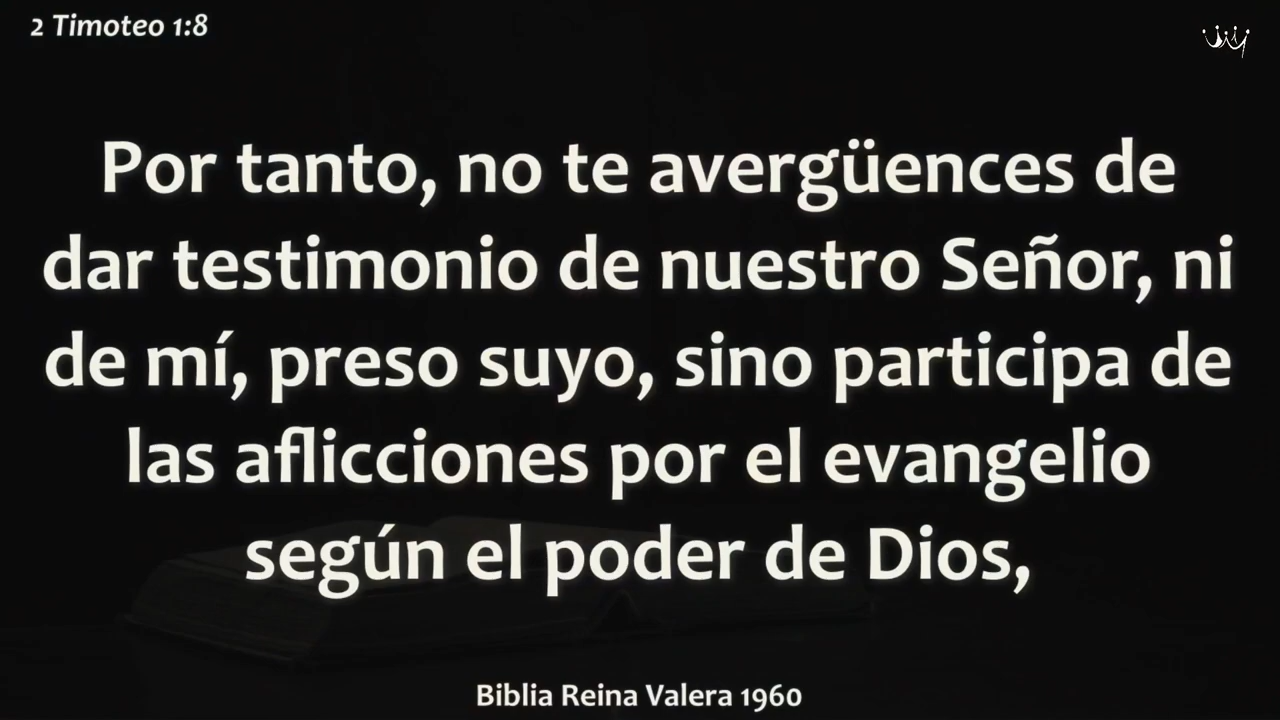 2 Timoteo 1:8
Por tanto, no te avergüences de
dar testimonio de nuestro Señor, ni
de mí, preso suyo, sino participa de
las aflicciones por el evangelio
según el poder de Dios,
Biblia Reina Valera 1960